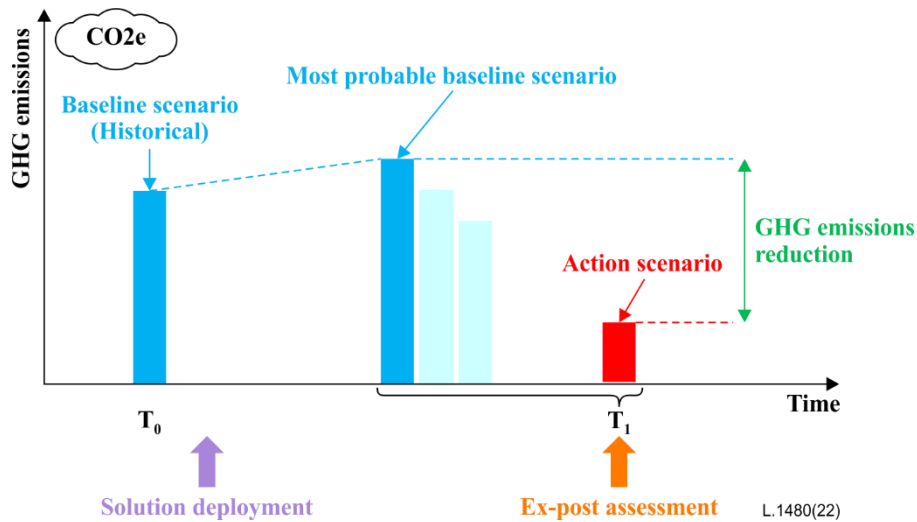 GHG emissions
CO2e
Most probable baseline scenario
Baseline scenario
(Historical)
GHG emissions
reduction
Action scenario
Time
T0
T1
Solution deployment
Ex-post assessment
L.1480(22)